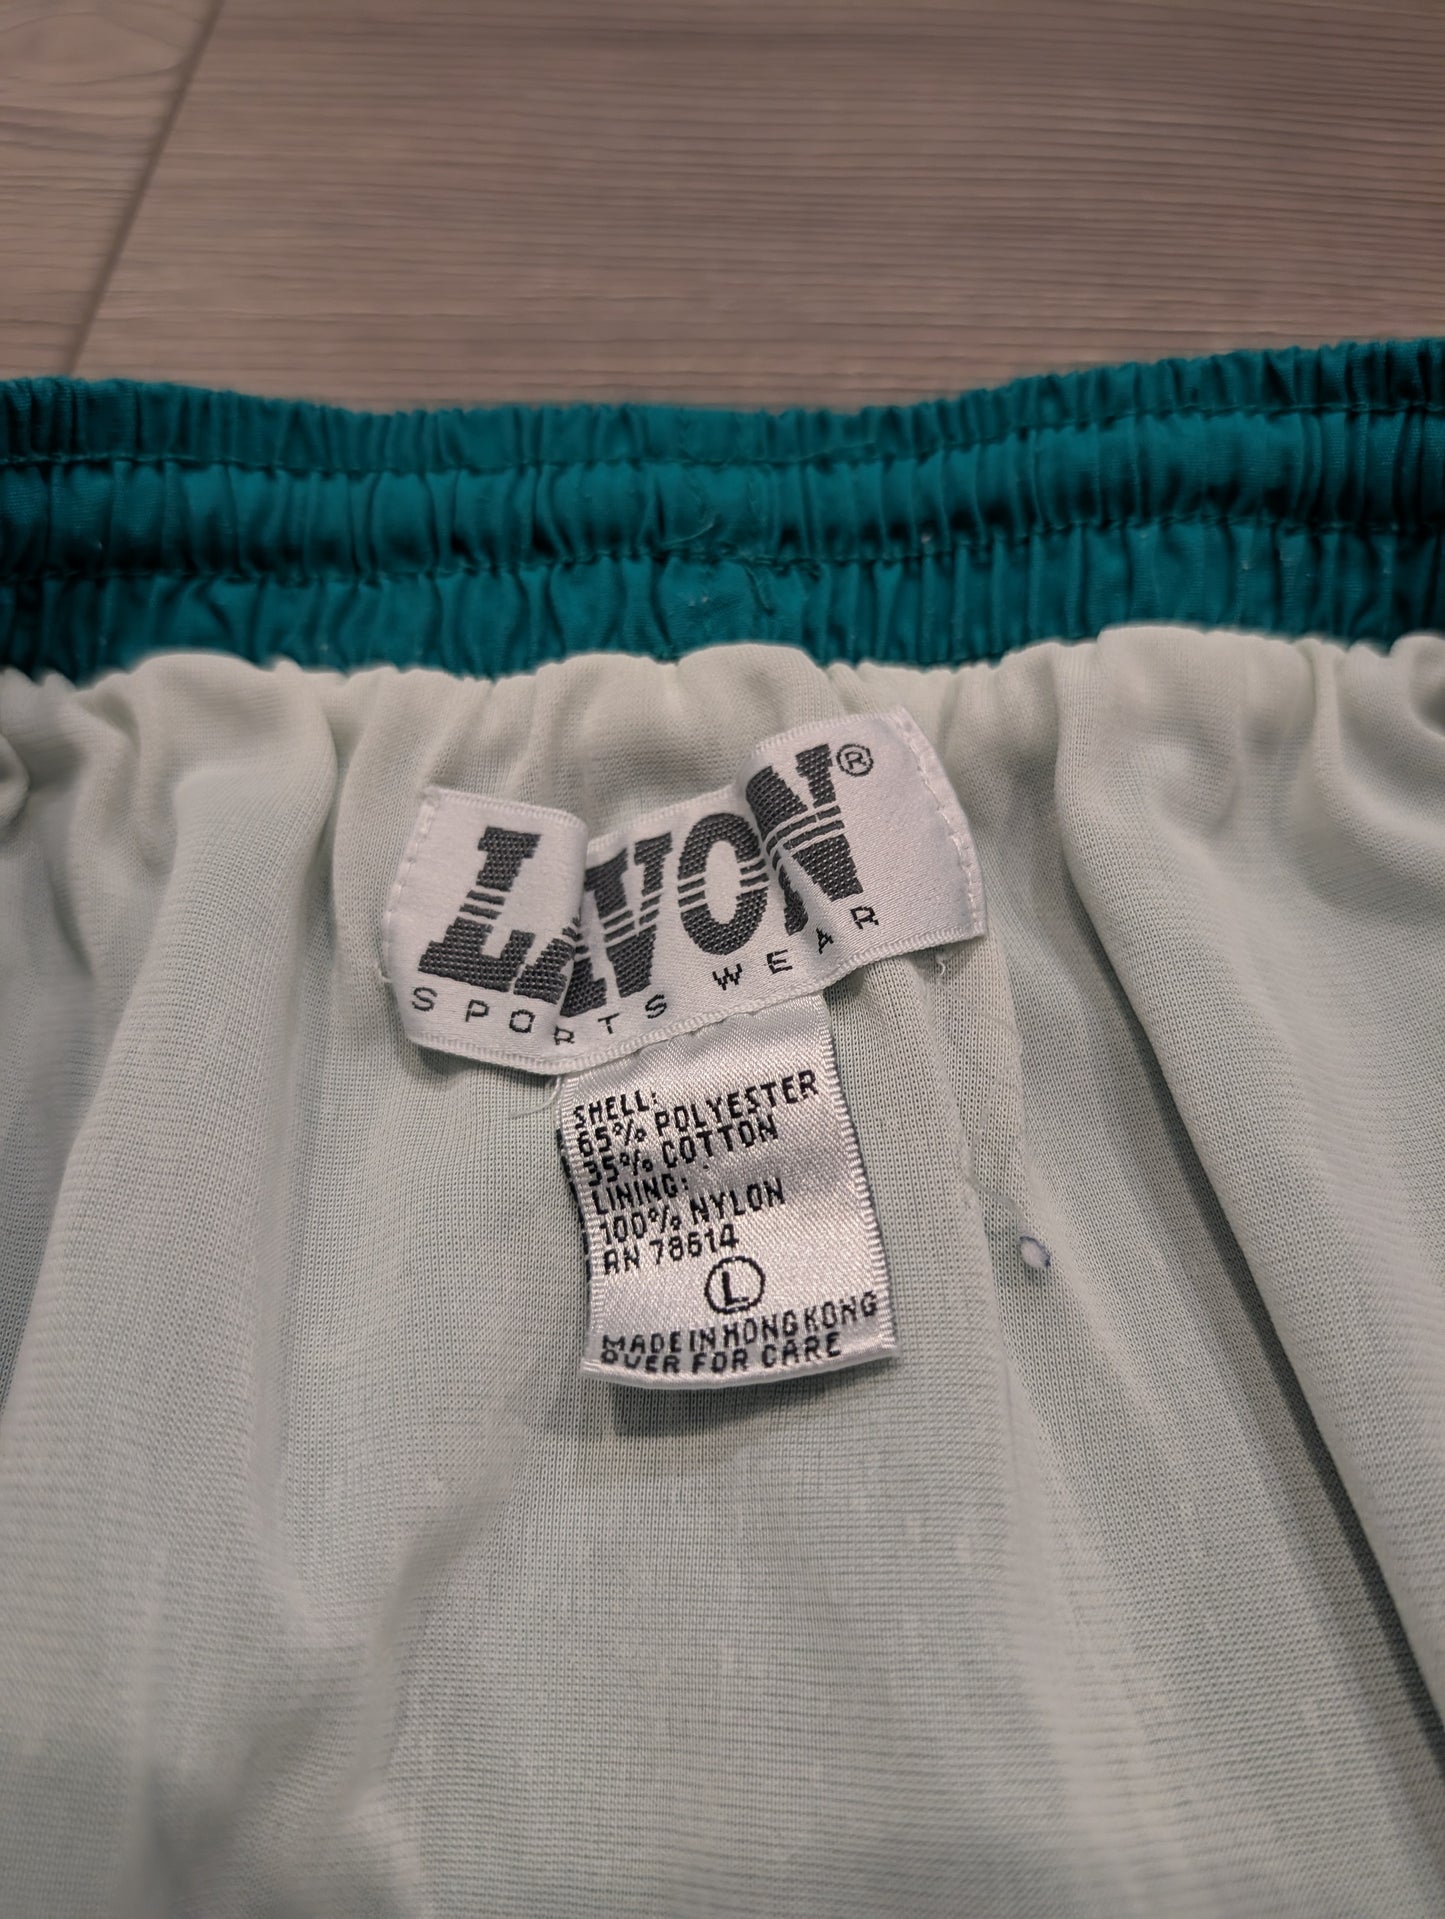 LAVON®
SPORTS WEAR
SHELL:
65% POLYESTER
35% COTTON
LINING:
100% NYLON
RN 78614
L
MADE IN HONG KONG
OVER FOR CARE